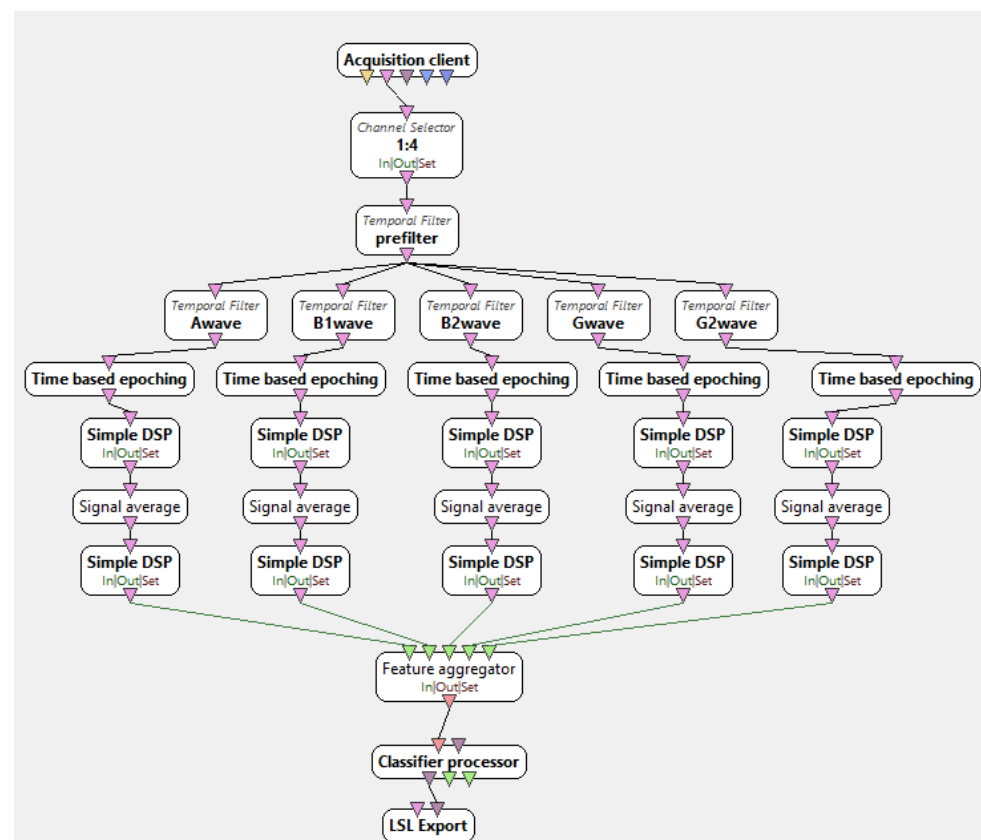 Acquisition client
Channel Selector
1:4
In|Out|Set
Temporal Filter
prefilter
Temporal Filter Temporal Filter Temporal Filter Temporal Filter Temporal Filter
Awave B1wave B2wave Gwave G2wave
Time based epoching Time based epoching Time based epoching Time based epoching Time based epoching
Simple DSP Simple DSP Simple DSP Simple DSP Simple DSP
In|Out|Set In|Out|Set In|Out|Set In|Out|Set In|Out|Set
Signal average Signal average Signal average Signal average Signal average
Simple DSP Simple DSP Simple DSP Simple DSP Simple DSP
In|Out|Set In|Out|Set In|Out|Set In|Out|Set In|Out|Set
Feature aggregator
In|Out|Set
Classifier processor
LSL Export